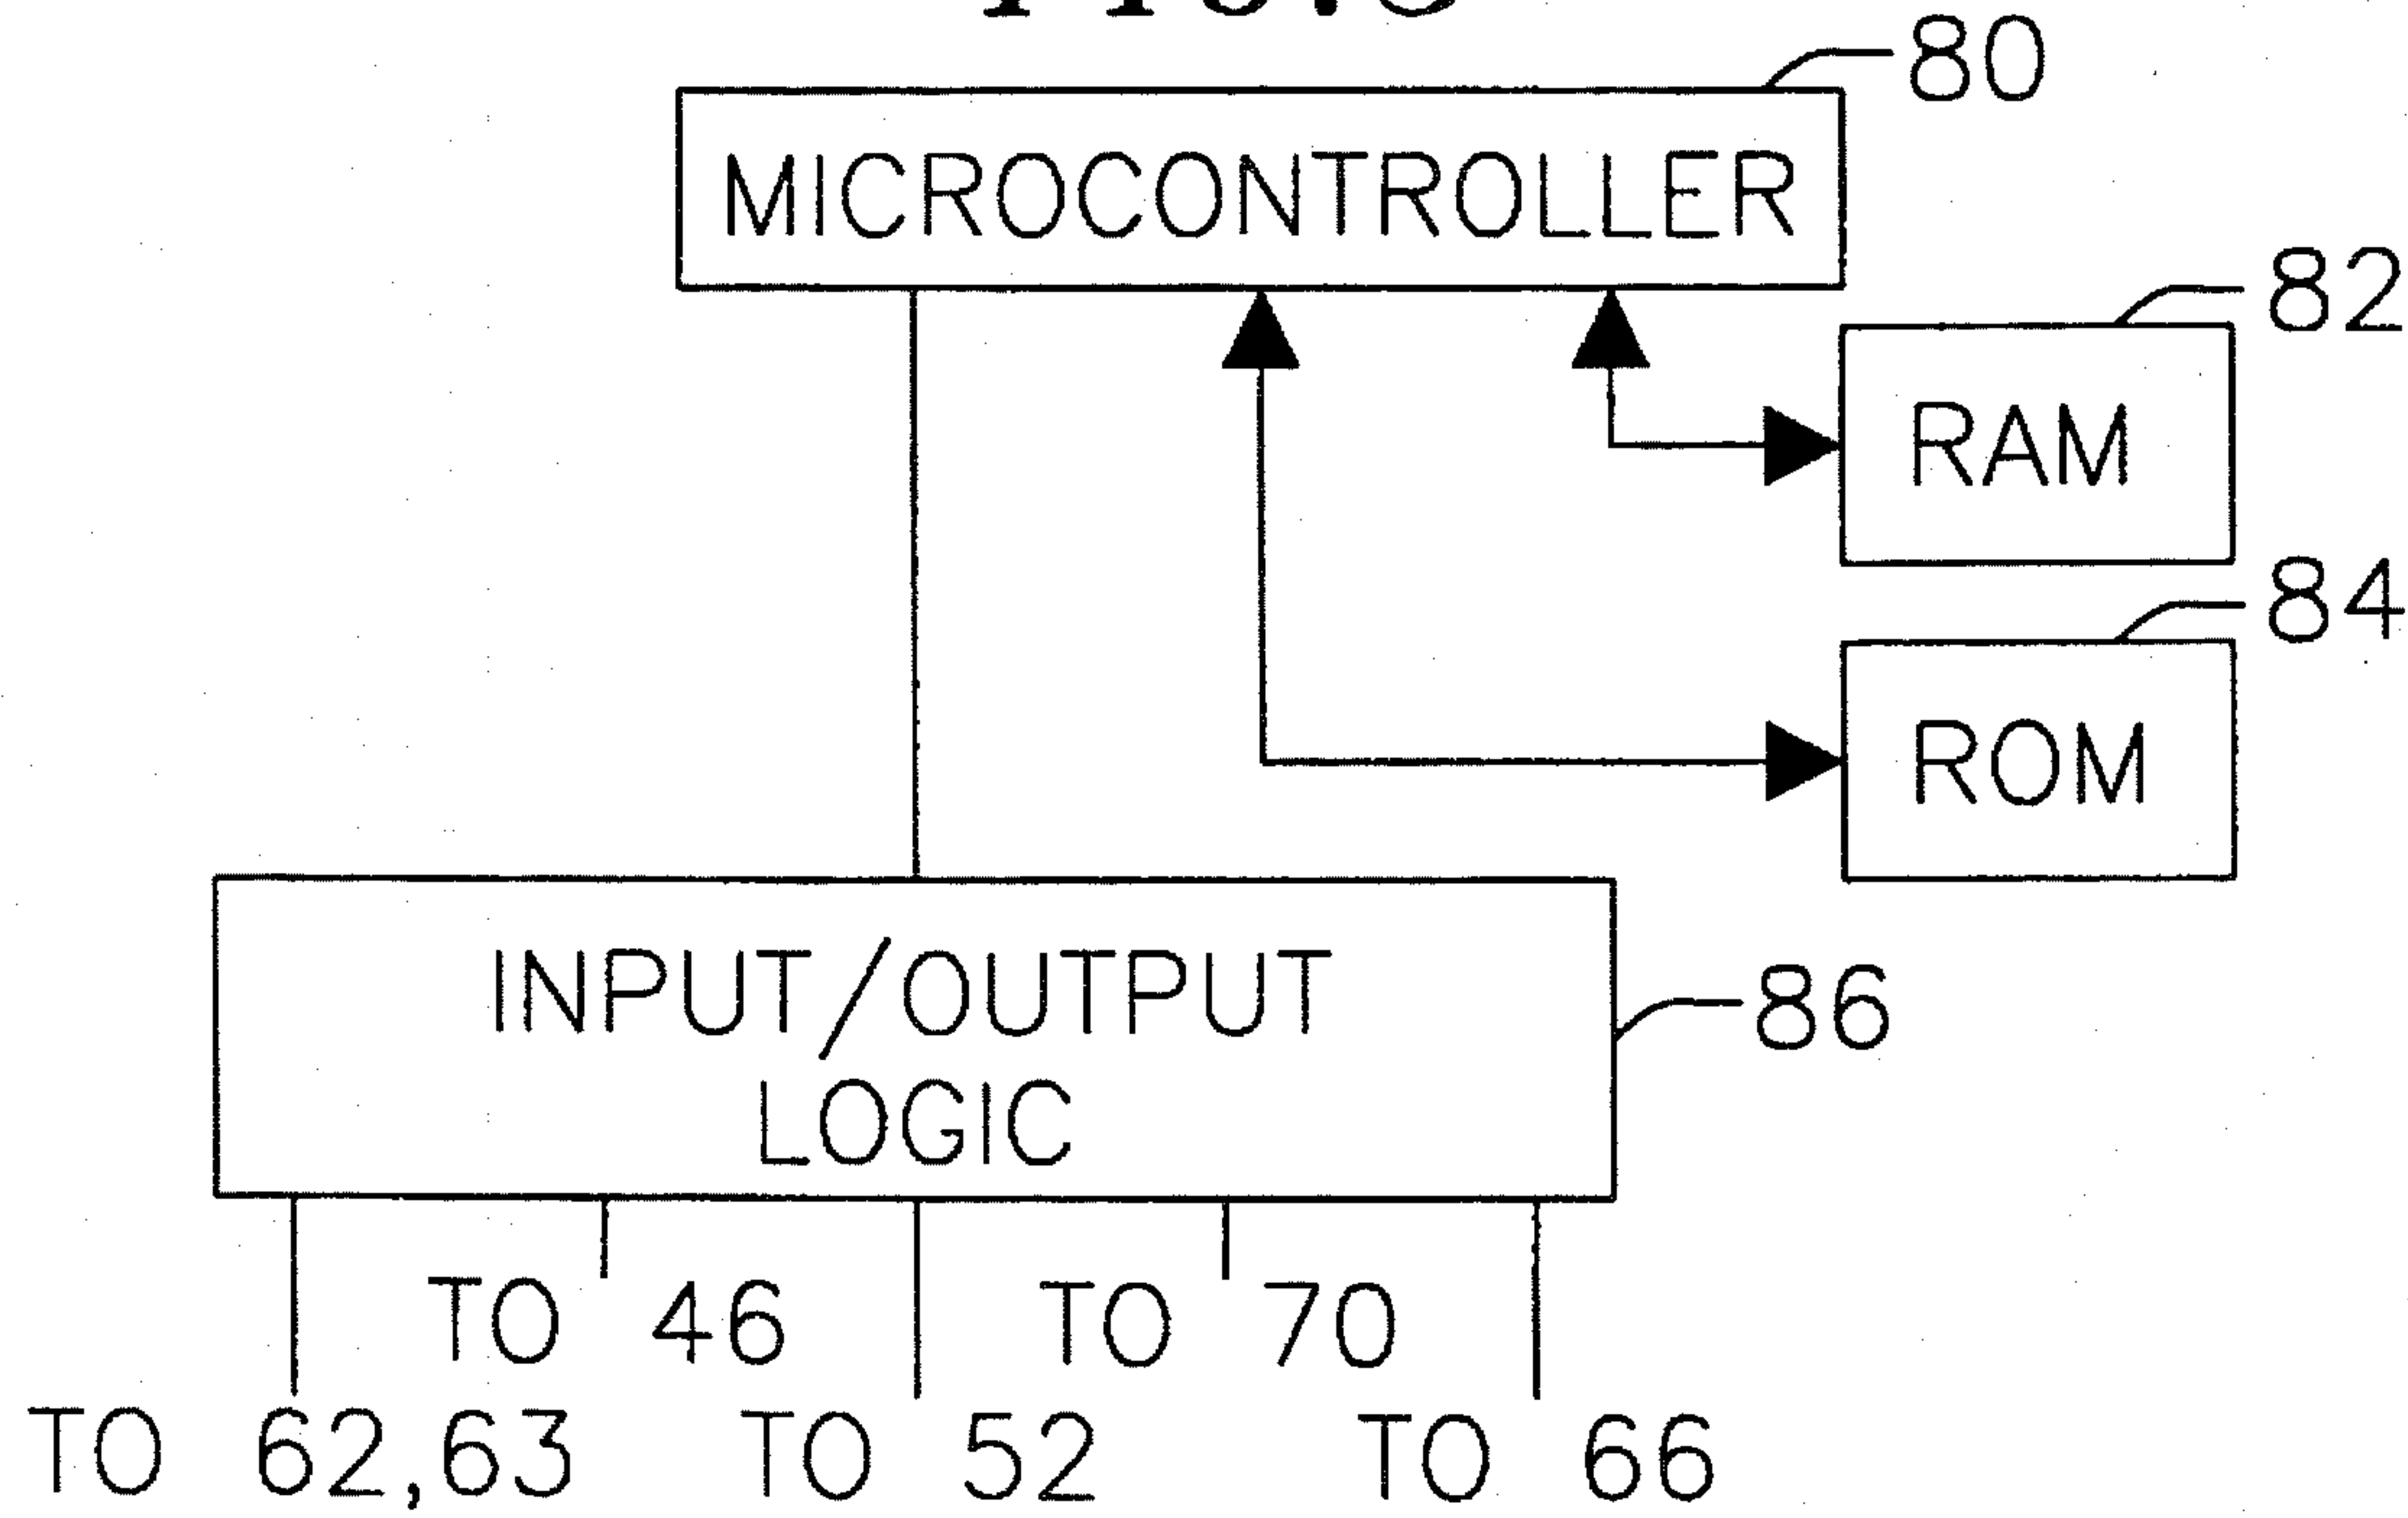 80
MICROCONTROLLER
82
RAM
84
ROM
INPUT/OUTPUT
LOGIC
86
TO 46
TO 70
TO 62,63
TO 52
TO 66